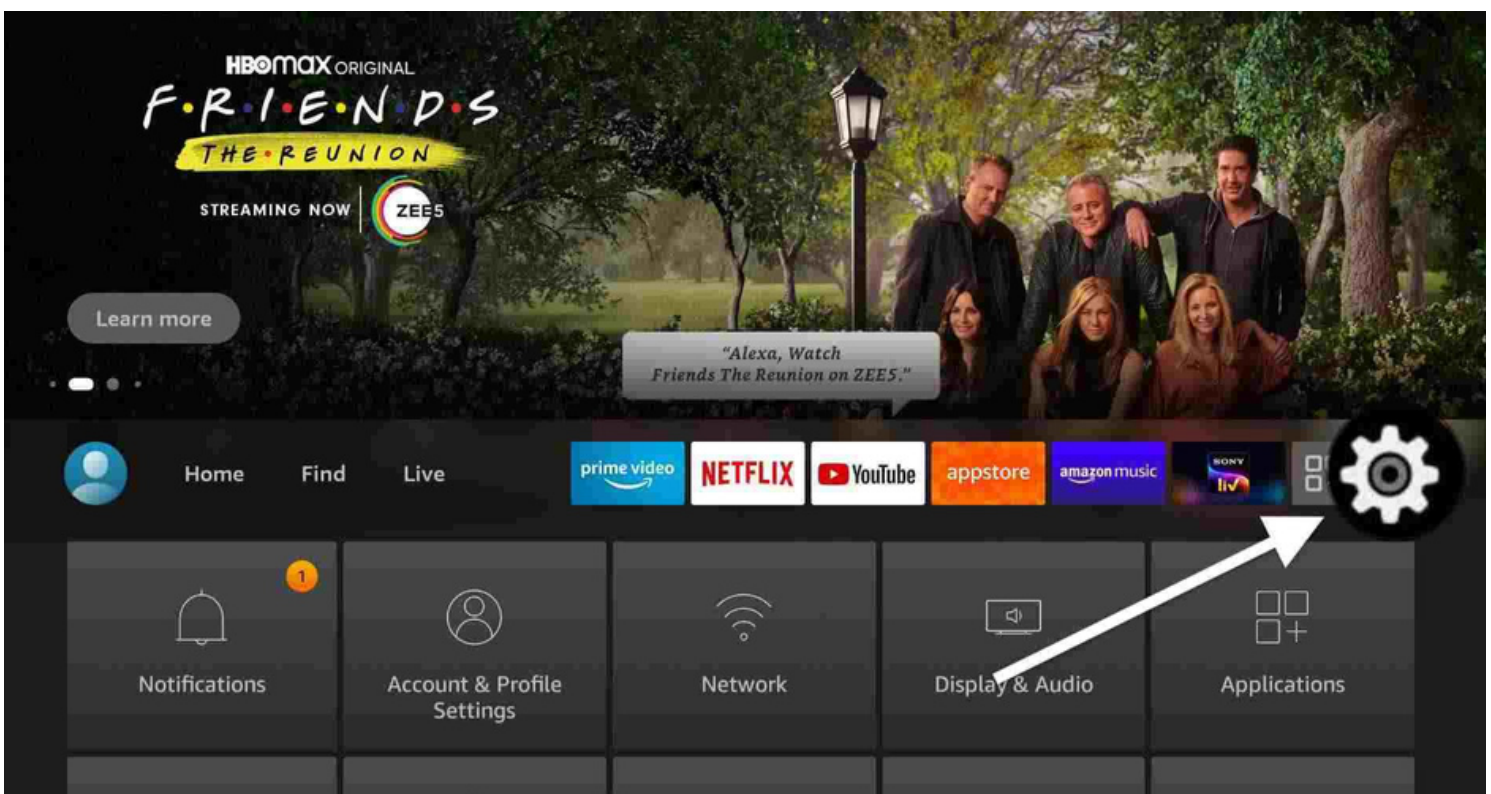 HBOmax ORIGINAL
F·R·I·E·N·D·S
THE·REUNION
STREAMING NOW ZEE5
Learn more
“Alexa, Watch
Friends The Reunion on ZEE5.”
Home Find Live prime video NETFLIX YouTube appstore amazon music SONY liv
1
Notifications Account & Profile Settings Network Display & Audio Applications